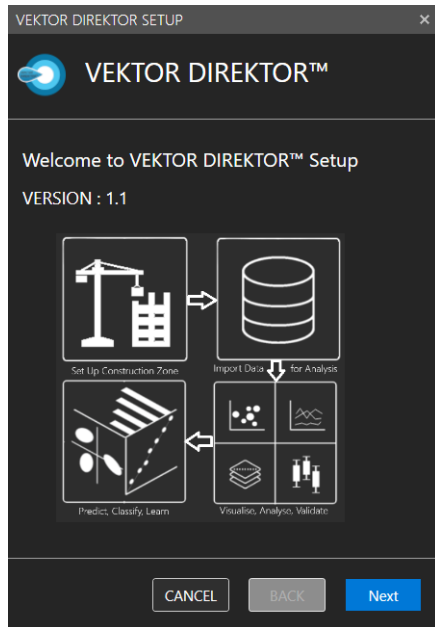 VEKTOR DIREKTOR SETUP ×
VEKTOR DIREKTOR™
Welcome to VEKTOR DIREKTOR™ Setup
VERSION : 1.1
Set Up Construction Zone
Import Data for Analysis
Predict, Classify, Learn
Visualise, Analyse, Validate
CANCEL BACK Next